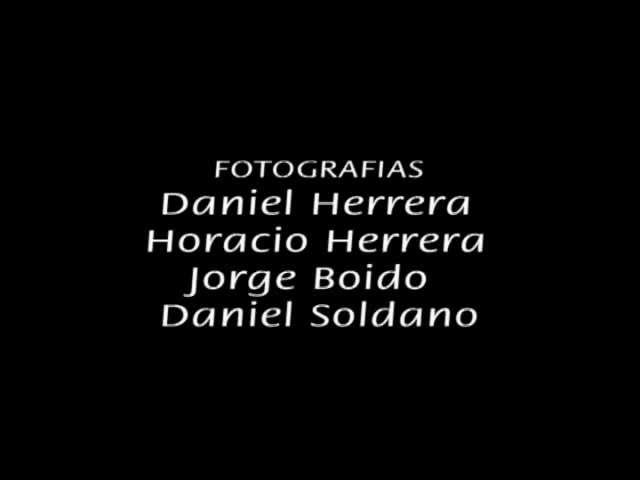 FOTOGRAFIAS
Daniel Herrera
Horacio Herrera
Jorge Boido
Daniel Soldano